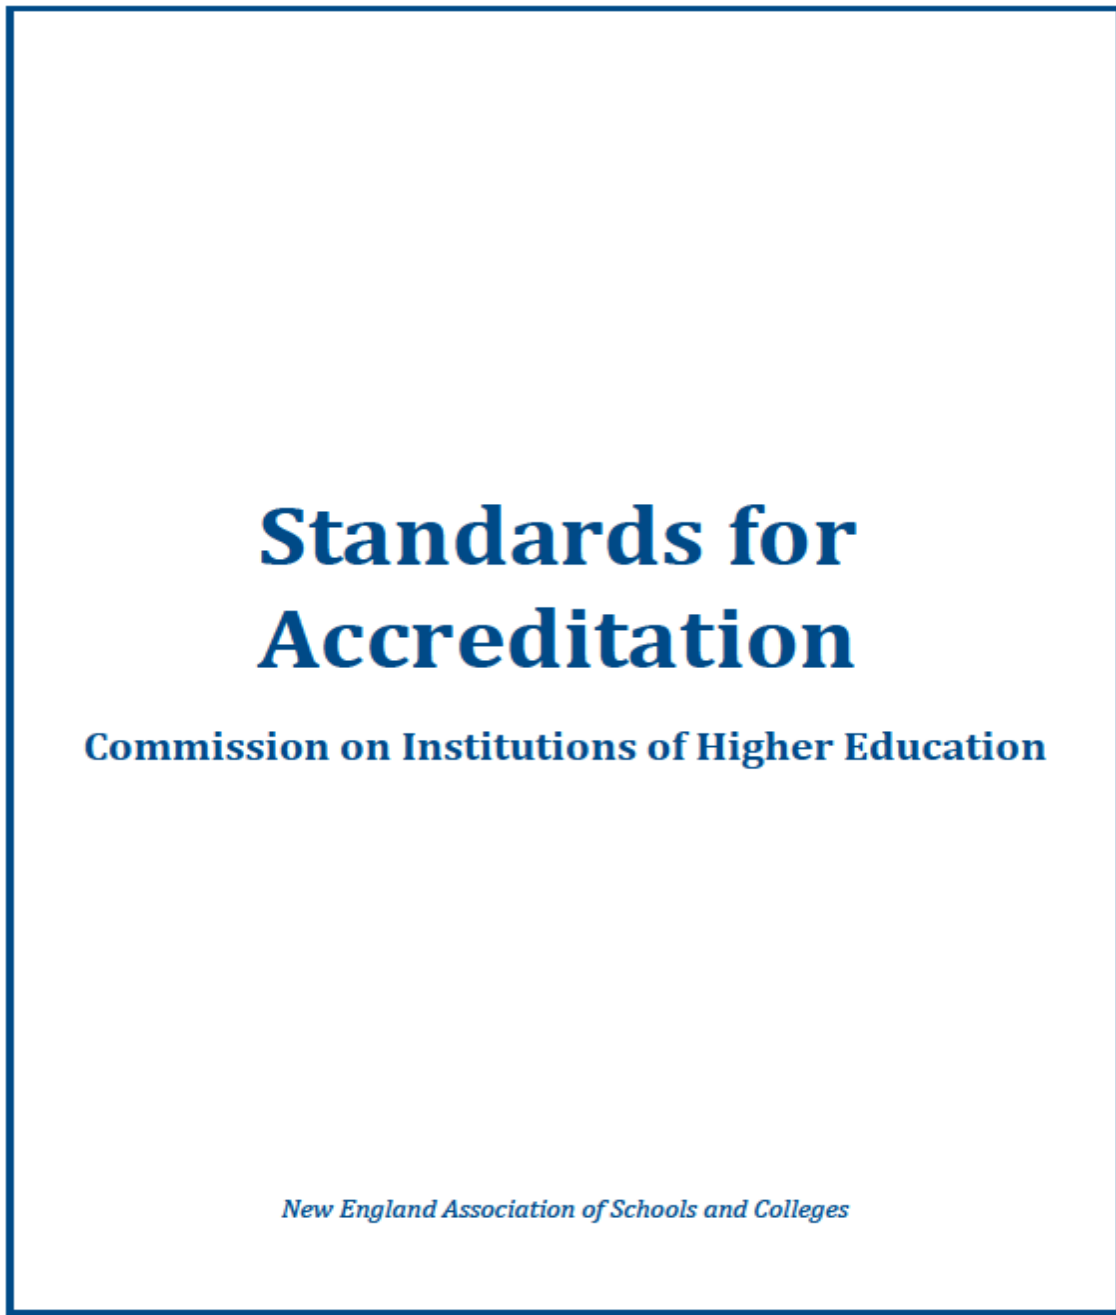 Standards for
Accreditation
Commission on Institutions of Higher Education
New England Association of Schools and Colleges